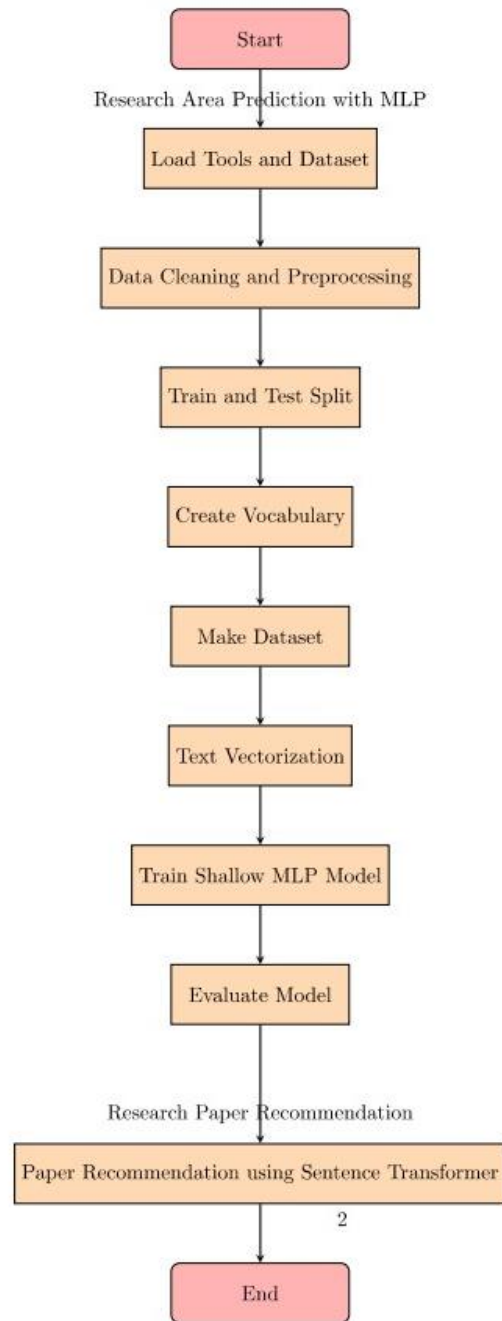 Start
Research Area Prediction with MLP
Load Tools and Dataset
Data Cleaning and Preprocessing
Train and Test Split
Create Vocabulary
Make Dataset
Text Vectorization
Train Shallow MLP Model
Evaluate Model
Research Paper Recommendation
Paper Recommendation using Sentence Transformer
2
End